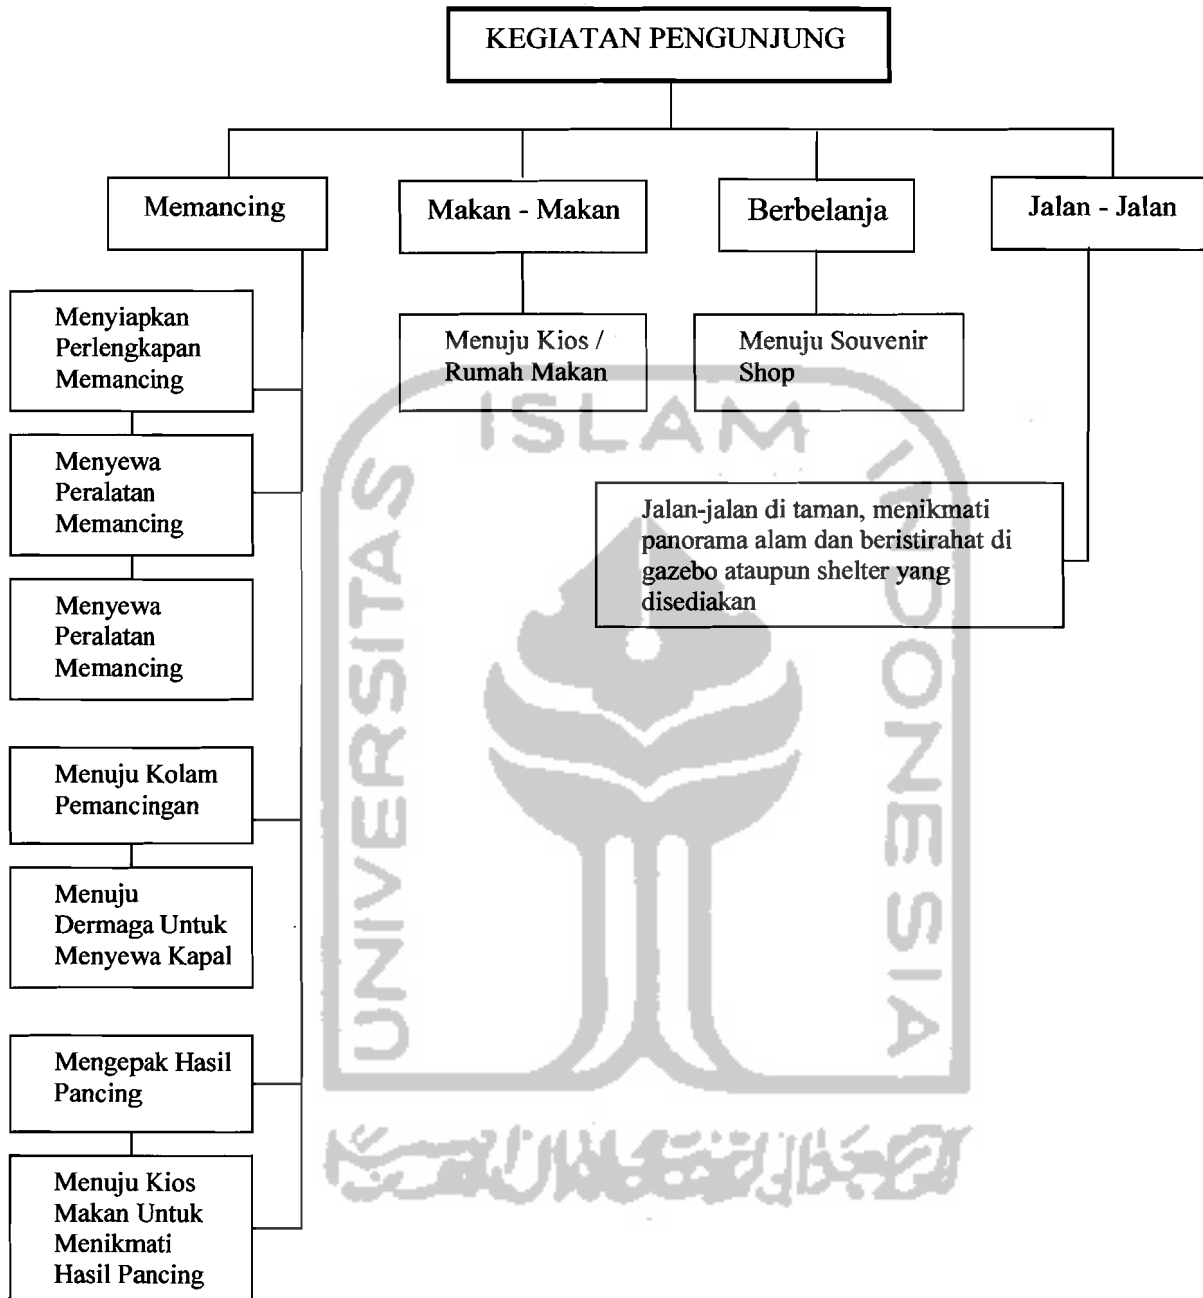 KEGIATAN PENGUNJUNG
Memancing
Makan - Makan
Berbelanja
Jalan - Jalan
Menyiapkan
Perlengkapan
Memancing
Menyewa
Peralatan
Memancing
Menyewa
Peralatan
Memancing
Menuju Kolam
Pemancingan
Menuju
Dermaga Untuk
Menyewa Kapal
Mengepak Hasil
Pancing
Menuju Kios
Makan Untuk
Menikmati
Hasil Pancing
Menuju Kios /
Rumah Makan
Menuju Souvenir
Shop
Jalan-jalan di taman, menikmati
panorama alam dan beristirahat di
gazebo ataupun shelter yang
disediakan
UNIVERSITAS
ISLAM
INDONESIA